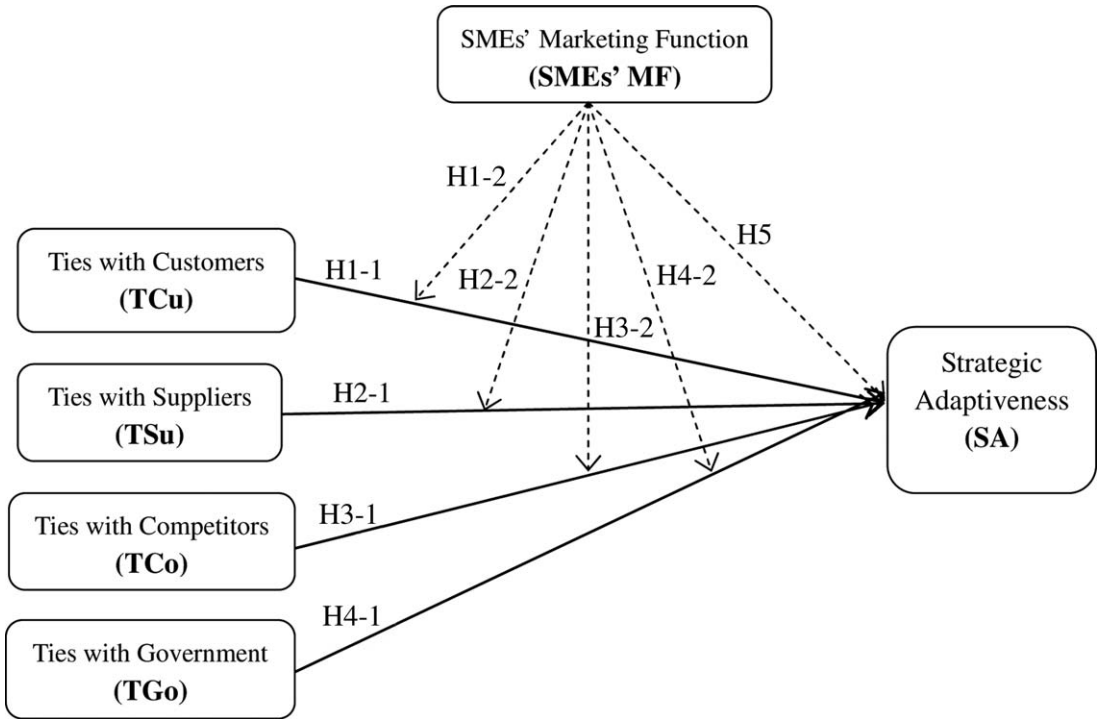 SMEs’ Marketing Function
(SMEs’ MF)
H1-2
H5
Ties with Customers
(TCu)
H1-1
H2-2
H4-2
H3-2
Strategic
Adaptiveness
(SA)
Ties with Suppliers
(TSu)
H2-1
Ties with Competitors
(TCo)
H3-1
Ties with Government
(TGo)
H4-1